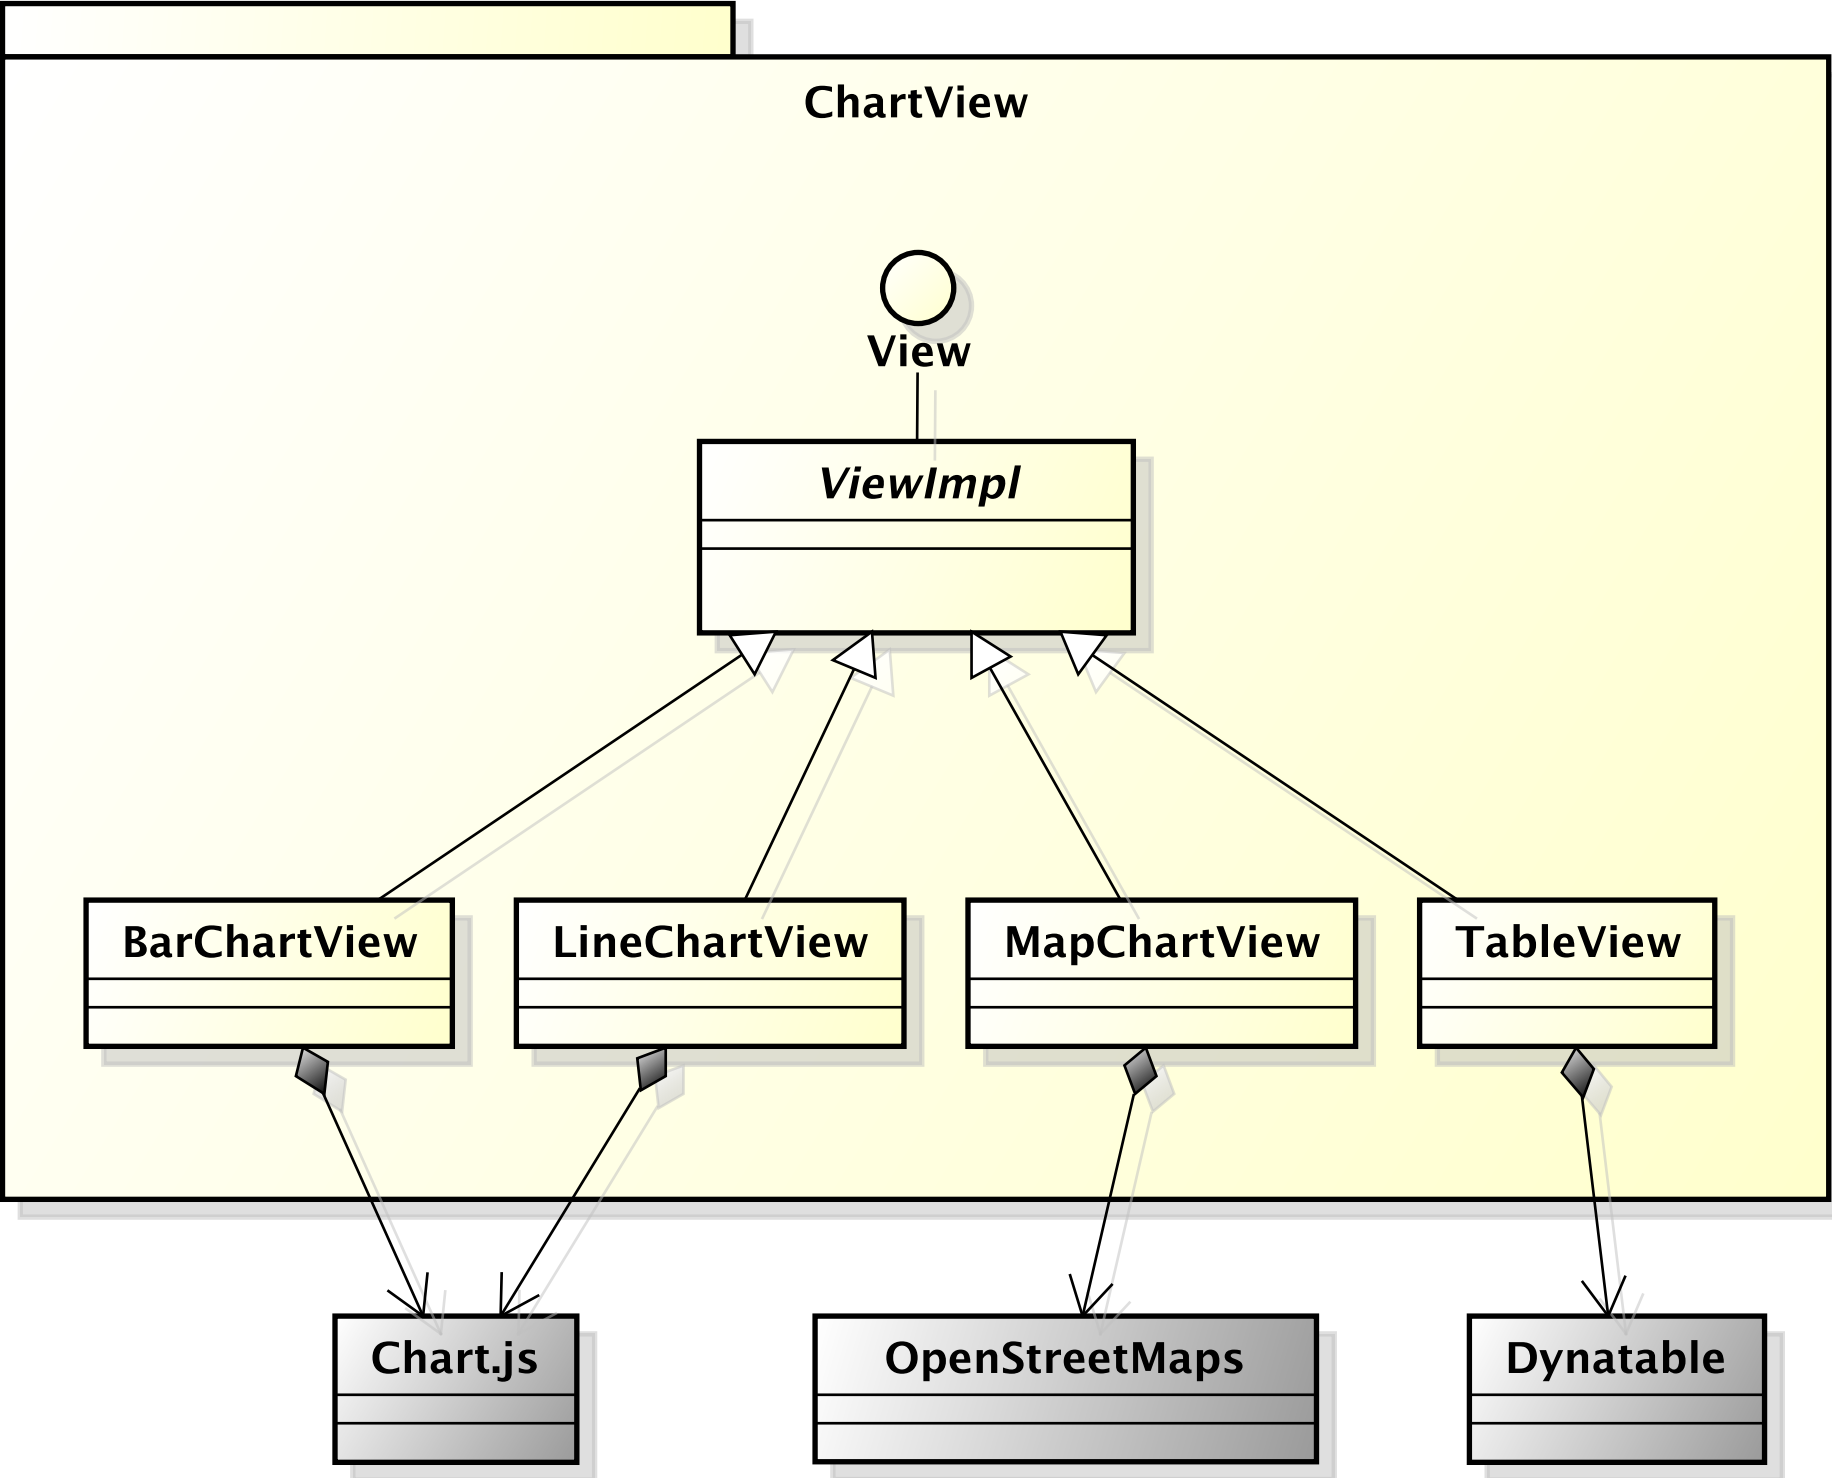 ChartView
View
ViewImpl
BarChartView
LineChartView
MapChartView
TableView
Chart.js
OpenStreetMaps
Dynatable